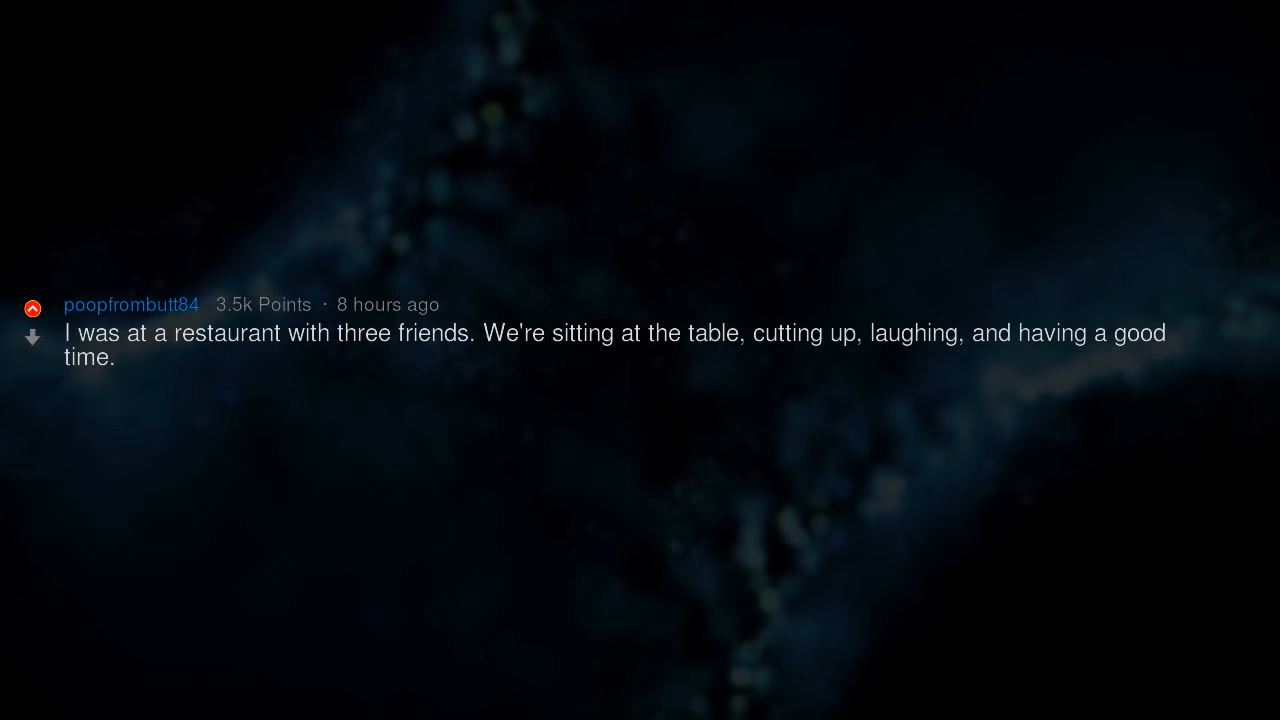 poopfrombutt84 3.5k Points · 8 hours ago
I was at a restaurant with three friends. We're sitting at the table, cutting up, laughing, and having a good
time.